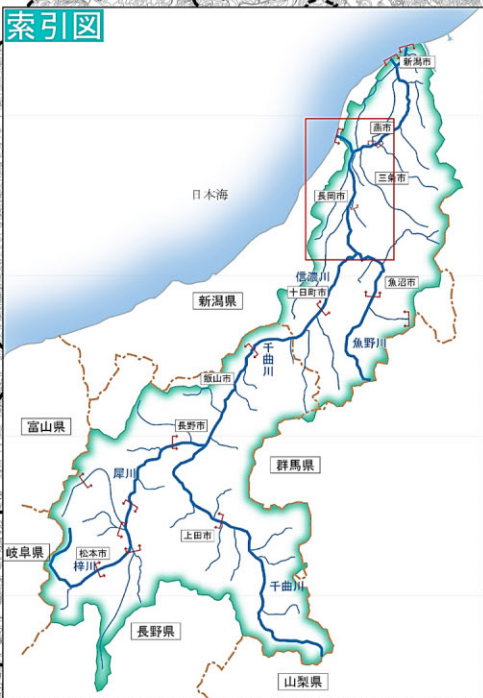 索引図
新潟市
燕市
三条市
日本海
長岡市
信濃川
魚沼市
十日町市
新潟県
魚野川
千曲川
飯山市
富山県
長野市
群馬県
犀川
上田市
岐阜県
松本市
梓川
千曲川
長野県
山梨県